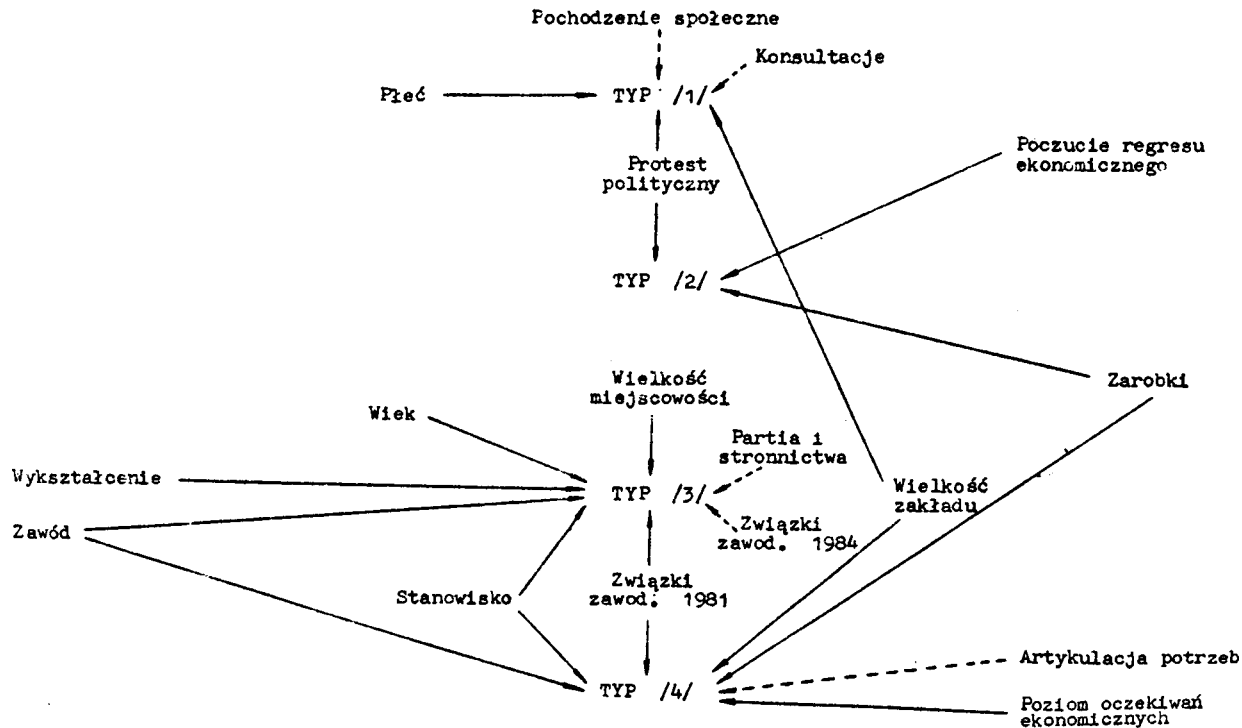 Pochodzenie społeczne
Konsultacje
Płeć
TYP /1/
Poczucie regresu
ekonomicznego
Protest
polityczny
TYP /2/
Wielkość
miejscowości
Zarobki
Wiek
Partia i
stronnictwa
Wykształcenie
TYP /3/
Wielkość
zakładu
Zawód
Związki
zawod. 1984
Stanowisko
Związki
zawod. 1981
Artykulacja potrzeb
TYP /4/
Poziom oczekiwań
ekonomicznych